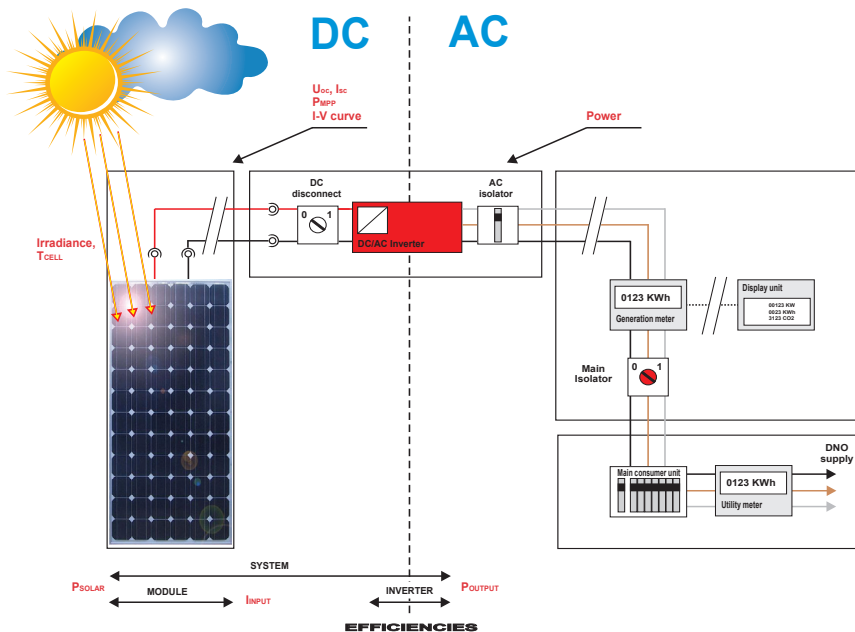 DC AC
Uoc, Isc
PMPP
I-V curve
Power
DC
disconnect
0 1
DC/AC Inverter
AC
isolator
Irradiance,
TCELL
0123 KWh
Generation meter
Display unit
00123 KW
0023 KWh
3123 CO2
Main
Isolator
0 1
DNO
supply
Main consumer unit
0123 KWh
Utility meter
SYSTEM
PSOLAR
POUTPUT
MODULE
IINPUT
INVERTER
EFFICIENCIES